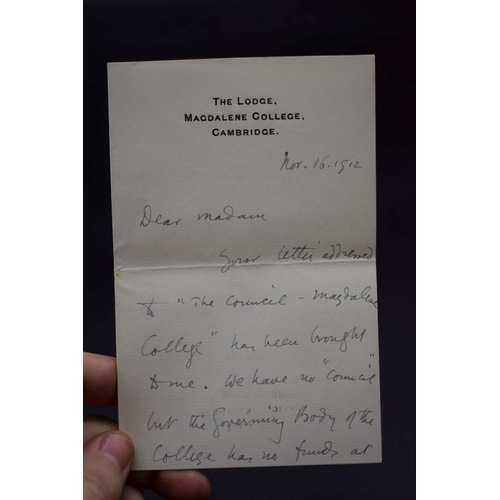 The Lodge,
Magdalene College,
Cambridge.
Nov. 16. 1912
Dear Madam
Your letter addressed
to "The Council - Magdalene
College" has been brought
to me. We have no "Council"
but the Governing Body of the
College has no funds at